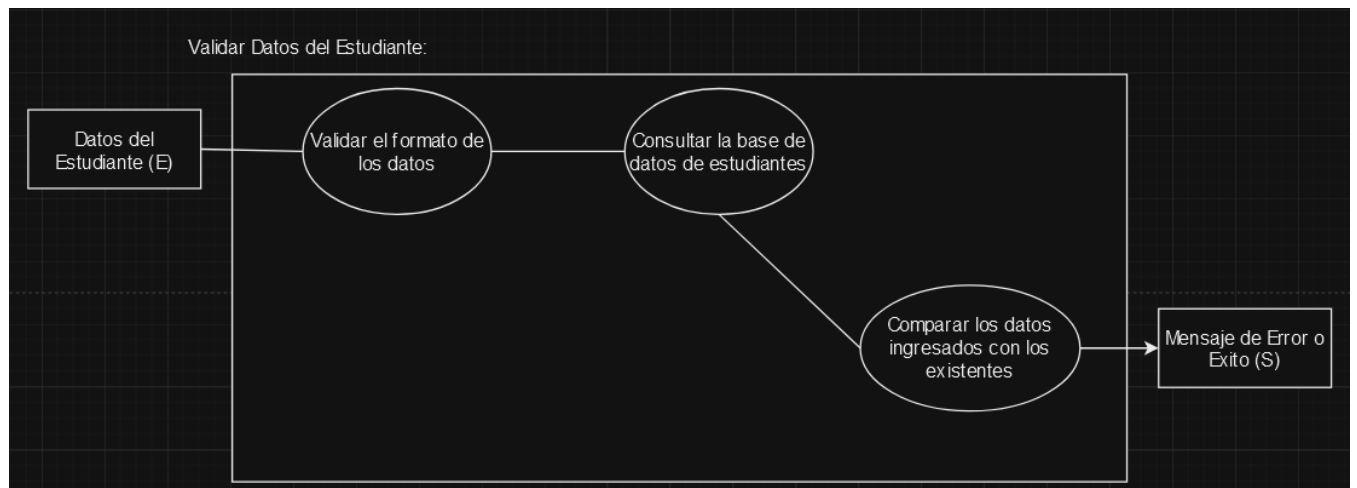 Validar Datos del Estudiante:
Datos del
Estudiante (E)
Validar el formato de
los datos
Consultar la base de
datos de estudiantes
Comparar los datos
ingresados con los
existentes
Mensaje de Error o
Exito (S)